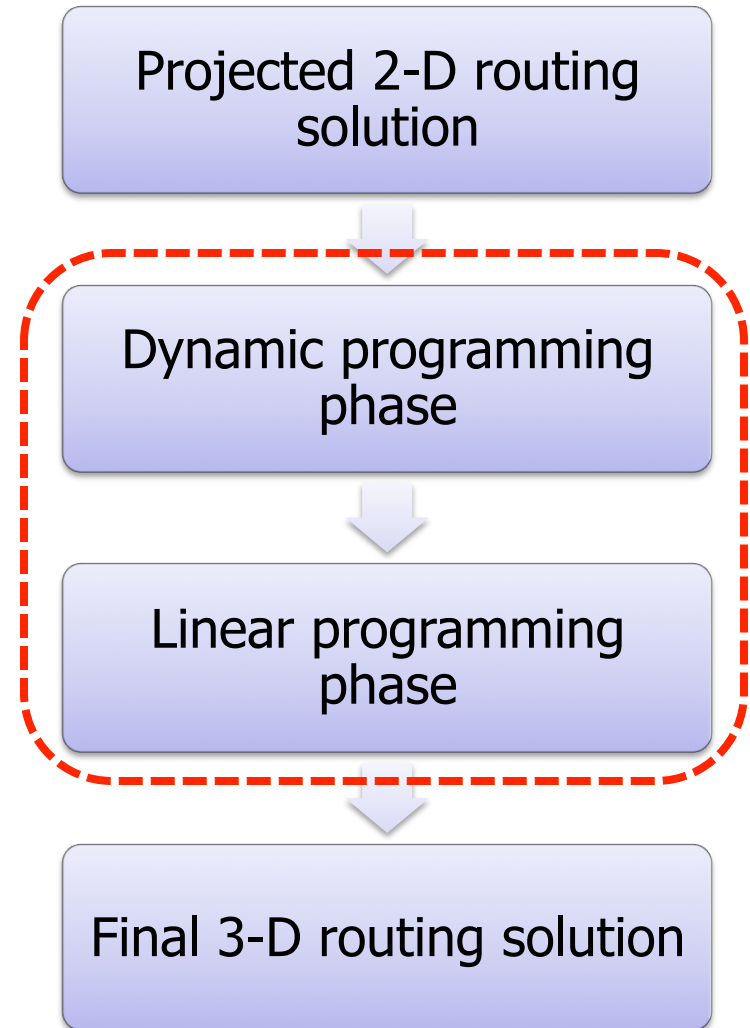 Projected 2-D routing
solution
Dynamic programming
phase
Linear programming
phase
Final 3-D routing solution